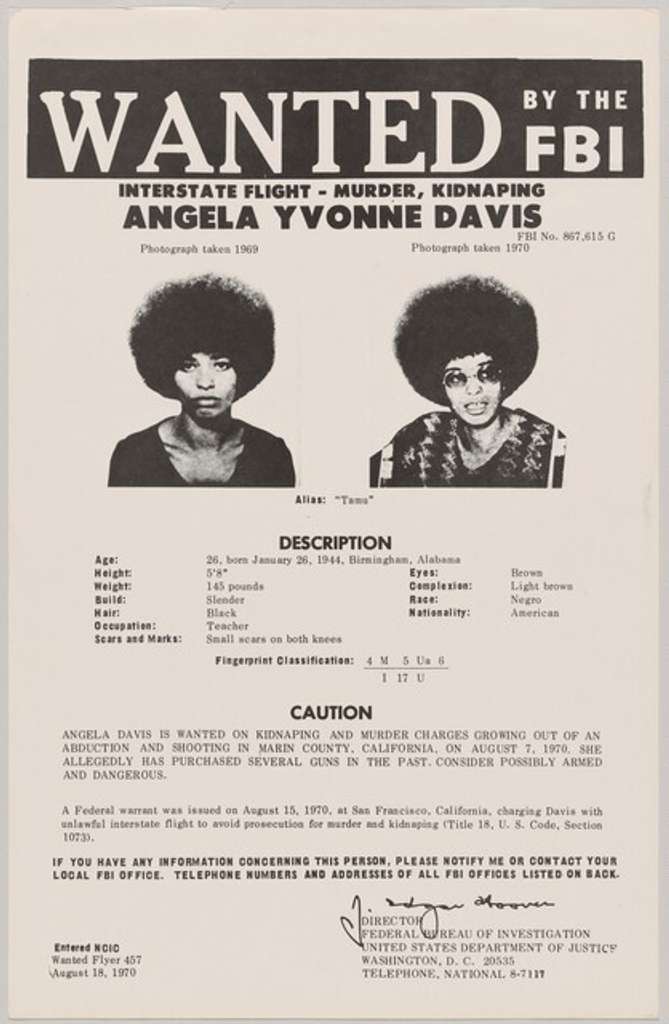 WANTED BY THE FBI
INTERSTATE FLIGHT - MURDER, KIDNAPING
ANGELA YVONNE DAVIS
FBI No. 867,615 G
Photograph taken 1969
Photograph taken 1970
Alias: "Tamu"
DESCRIPTION
Age: 26, born January 26, 1944, Birmingham, Alabama
Height: 5'8" Eyes: Brown
Weight: 145 pounds Complexion: Light brown
Build: Slender Race: Negro
Hair: Black Nationality: American
Occupation: Teacher
Scars and Marks: Small scars on both knees
Fingerprint Classification: 4 M 5 Ua 6
I 17 U
CAUTION
ANGELA DAVIS IS WANTED ON KIDNAPING AND MURDER CHARGES GROWING OUT OF AN
ABDUCTION AND SHOOTING IN MARIN COUNTY, CALIFORNIA, ON AUGUST 7, 1970. SHE
ALLEGEDLY HAS PURCHASED SEVERAL GUNS IN THE PAST. CONSIDER POSSIBLY ARMED
AND DANGEROUS.
A Federal warrant was issued on August 15, 1970, at San Francisco, California, charging Davis with
unlawful interstate flight to avoid prosecution for murder and kidnaping (Title 18, U. S. Code, Section
1073).
IF YOU HAVE ANY INFORMATION CONCERNING THIS PERSON, PLEASE NOTIFY ME OR CONTACT YOUR
LOCAL FBI OFFICE. TELEPHONE NUMBERS AND ADDRESSES OF ALL FBI OFFICES LISTED ON BACK.
J. Edgar Hoover
DIRECTOR
FEDERAL BUREAU OF INVESTIGATION
UNITED STATES DEPARTMENT OF JUSTICE
WASHINGTON, D. C. 20535
TELEPHONE, NATIONAL 8-7117
Entered NCIC
Wanted Flyer 457
August 18, 1970